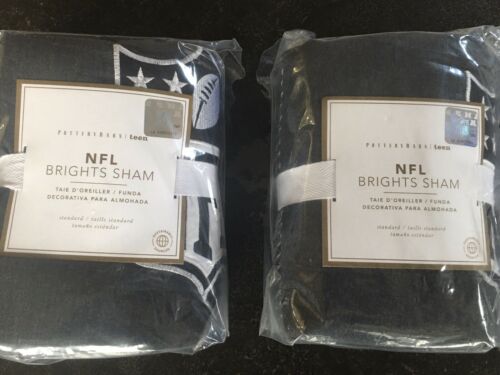 POTTERY BARN | teen
NFL
BRIGHTS SHAM
TAIE D'OREILLER / FUNDA
DECORATIVA PARA ALMOHADA
standard / taille standard
tamaño estándar
POTTERY BARN | teen
NFL
BRIGHTS SHAM
TAIE D'OREILLER / FUNDA
DECORATIVA PARA ALMOHADA
standard / taille standard
tamaño estándar